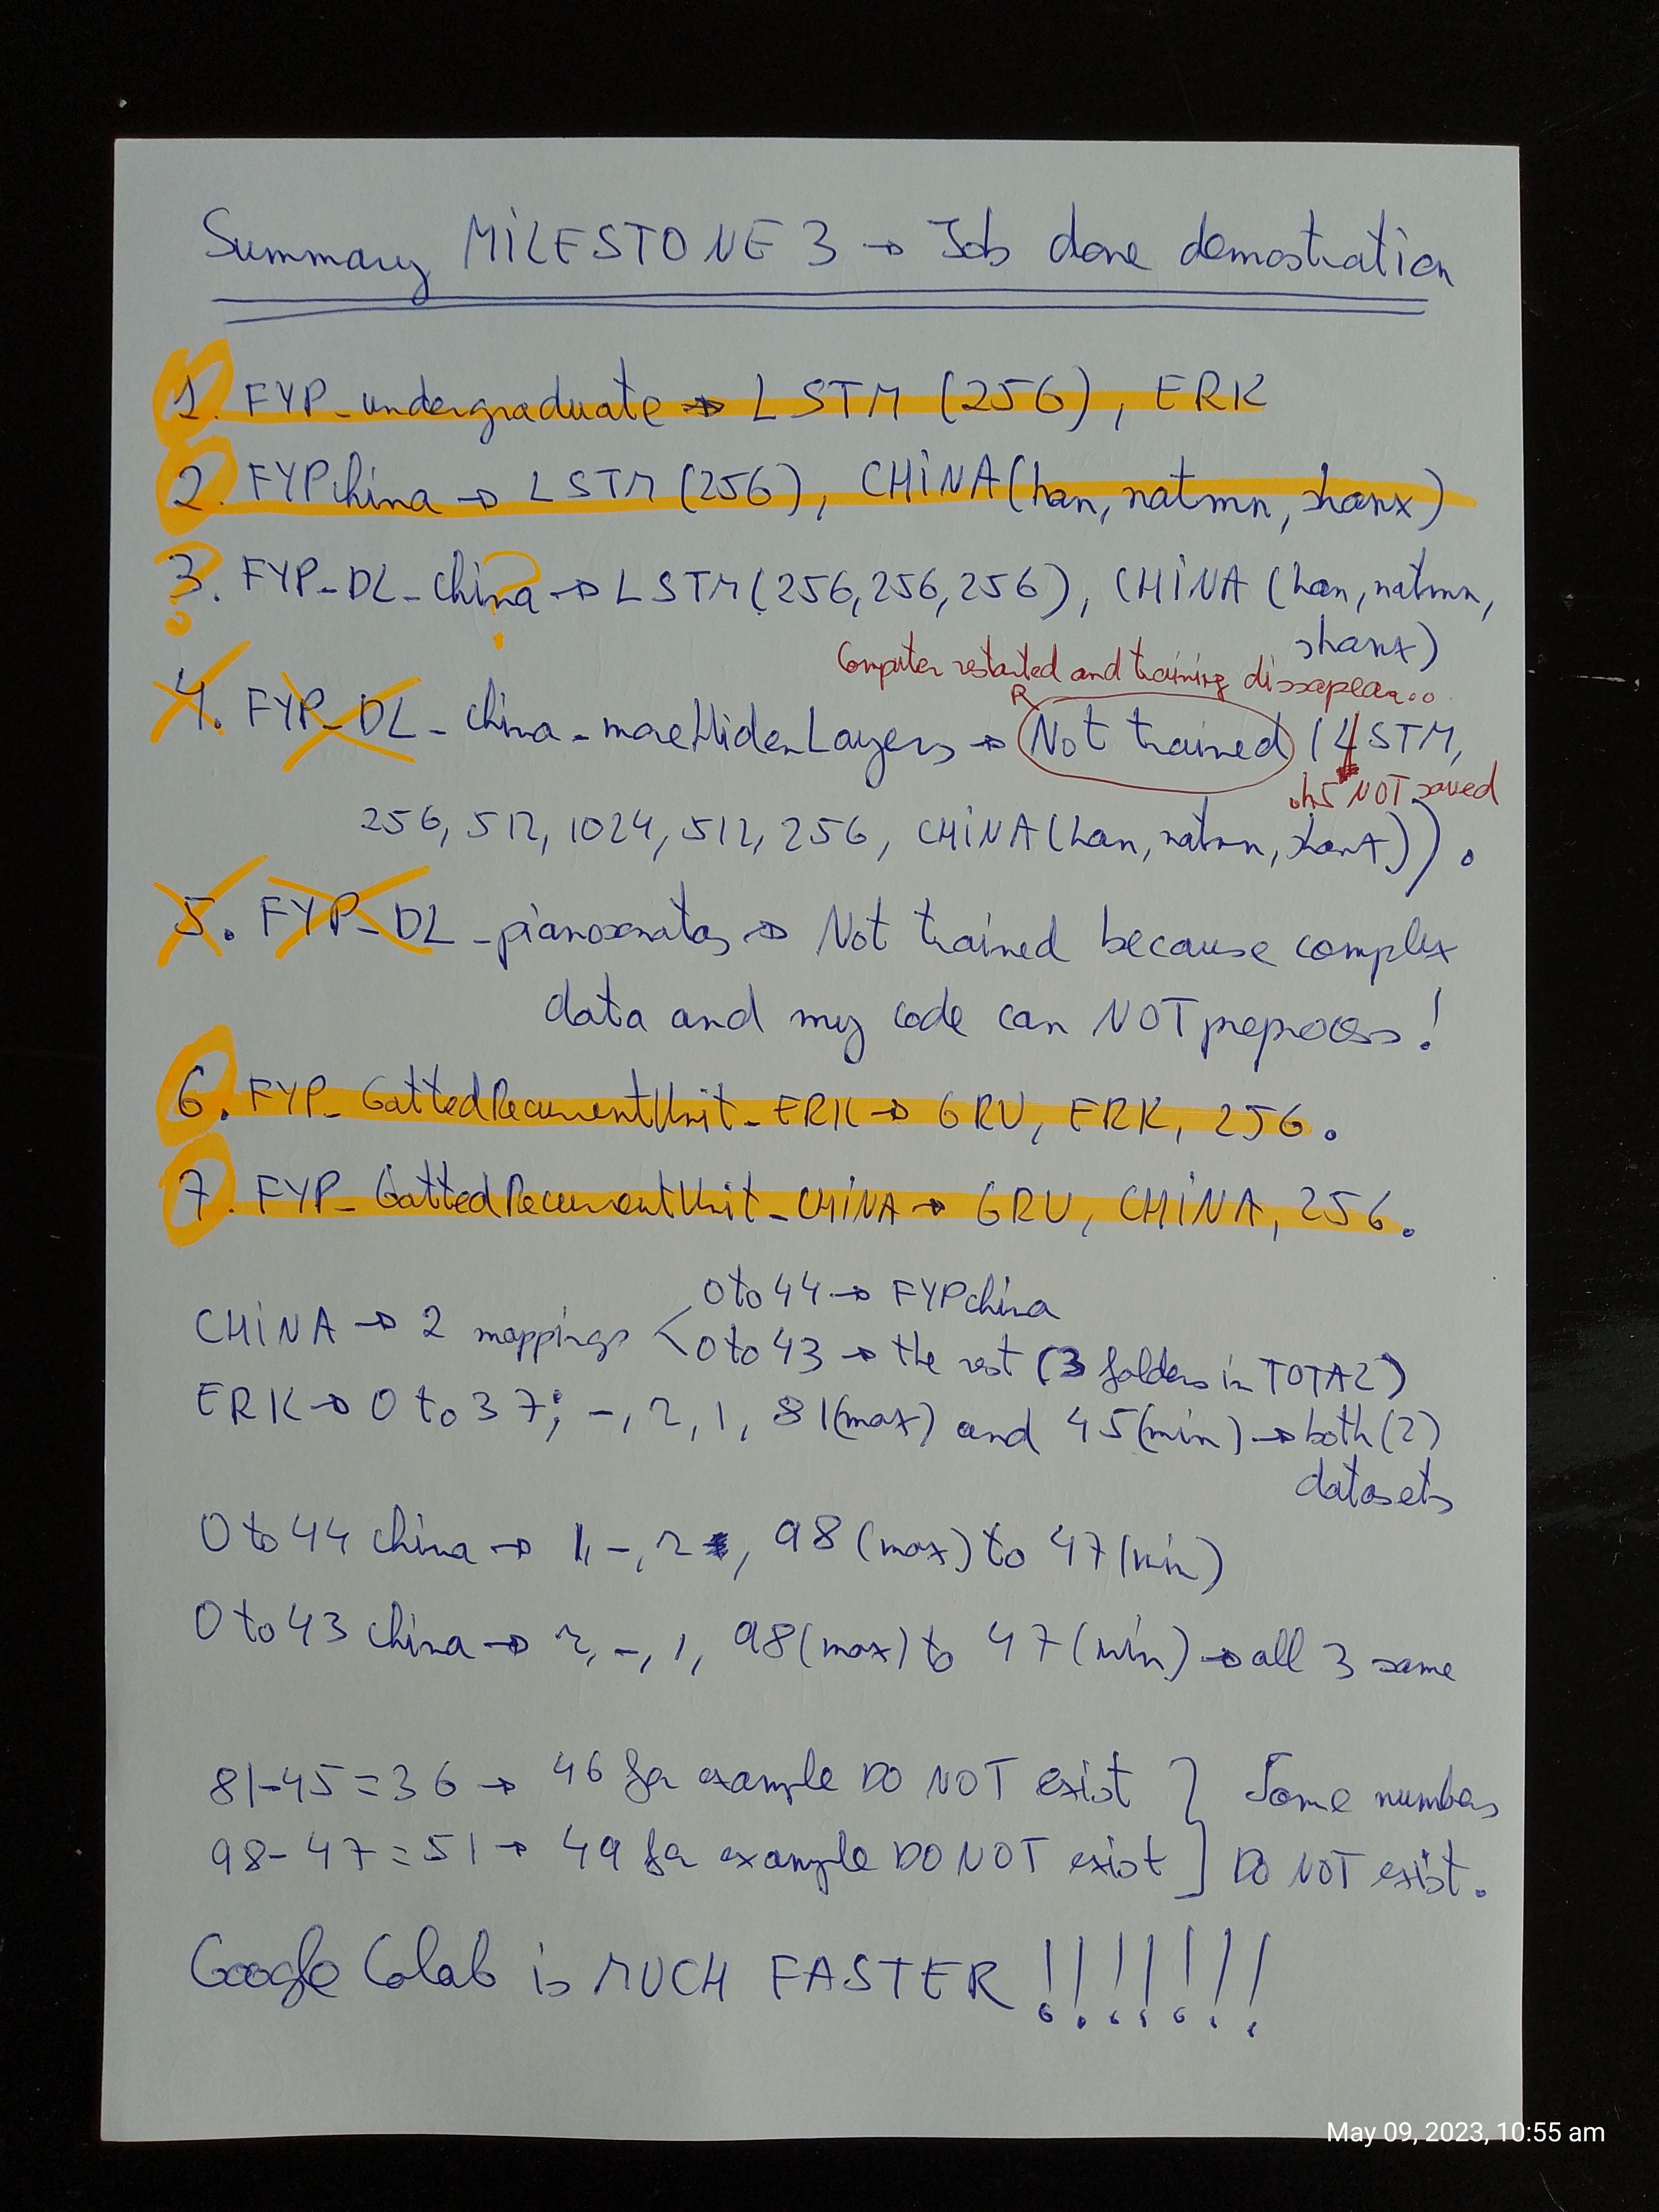 Summary MILESTONE 3 → Job done demostration
1. FYP_undergraduate → LSTM (256), ERK
2. FYPchina → LSTM (256), CHINA (han, natmn, shanx)
3. FYP_DL_china → LSTM (256,256,256), CHINA (han, natmn,
shanx)
?
?
Computer restarted and training dissapear...
4. FYP_DL_china_moreHidenLayers → Not trained (LSTM,
.h5 NOT saved
256, 512, 1024, 512, 256, CHINA (han, natmn, shanx)).
5. FYP_DL_pianosonatas → Not trained because complex
data and my code can NOT preprocess!
6. FYP_GattedRecurrentUnit_ERK → GRU, ERK, 256.
7. FYP_GattedRecurrentUnit_CHINA → GRU, CHINA, 256.
0 to 44 → FYPchina
CHINA → 2 mappings <
0 to 43 → the rest (3 folders in TOTAL)
ERK → 0 to 37; -, r, 1, 81(max) and 45(min) → both (2)
datasets
0 to 44 china → 1, -, r, 98 (max) to 47 (min)
0 to 43 china → r, -, 1, 98 (max) to 47 (min) → all 3 same
81-45=36 → 46 for example DO NOT exist } Some numbers
98-47=51 → 49 for example DO NOT exist } DO NOT exist.
Google Colab is MUCH FASTER !!!!!!!
May 09, 2023, 10:55 am